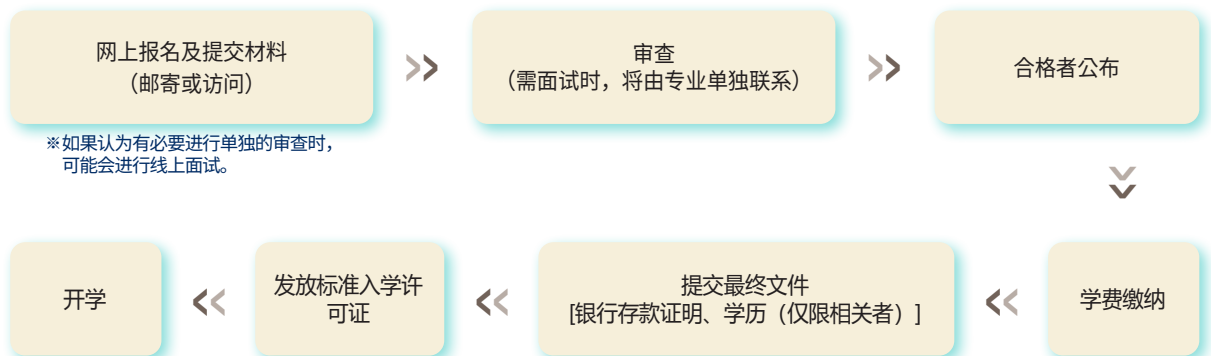 网上报名及提交材料
（邮寄或访问）
审查
（需面试时，将由专业单独联系）
合格者公布
※如果认为有必要进行单独的审查时，
可能会进行线上面试。
学费缴纳
提交最终文件
[银行存款证明、学历（仅限相关者）]
发放标准入学许
可证
开学